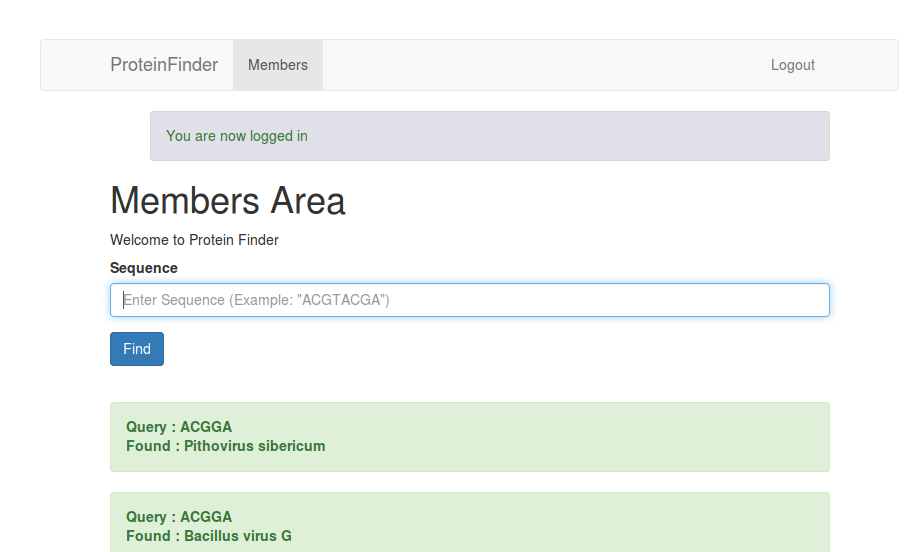 ProteinFinder Members Logout
You are now logged in
Members Area
Welcome to Protein Finder
Sequence
Enter Sequence (Example: "ACGTACGA")
Find
Query : ACGGA
Found : Pithovirus sibericum
Query : ACGGA
Found : Bacillus virus G